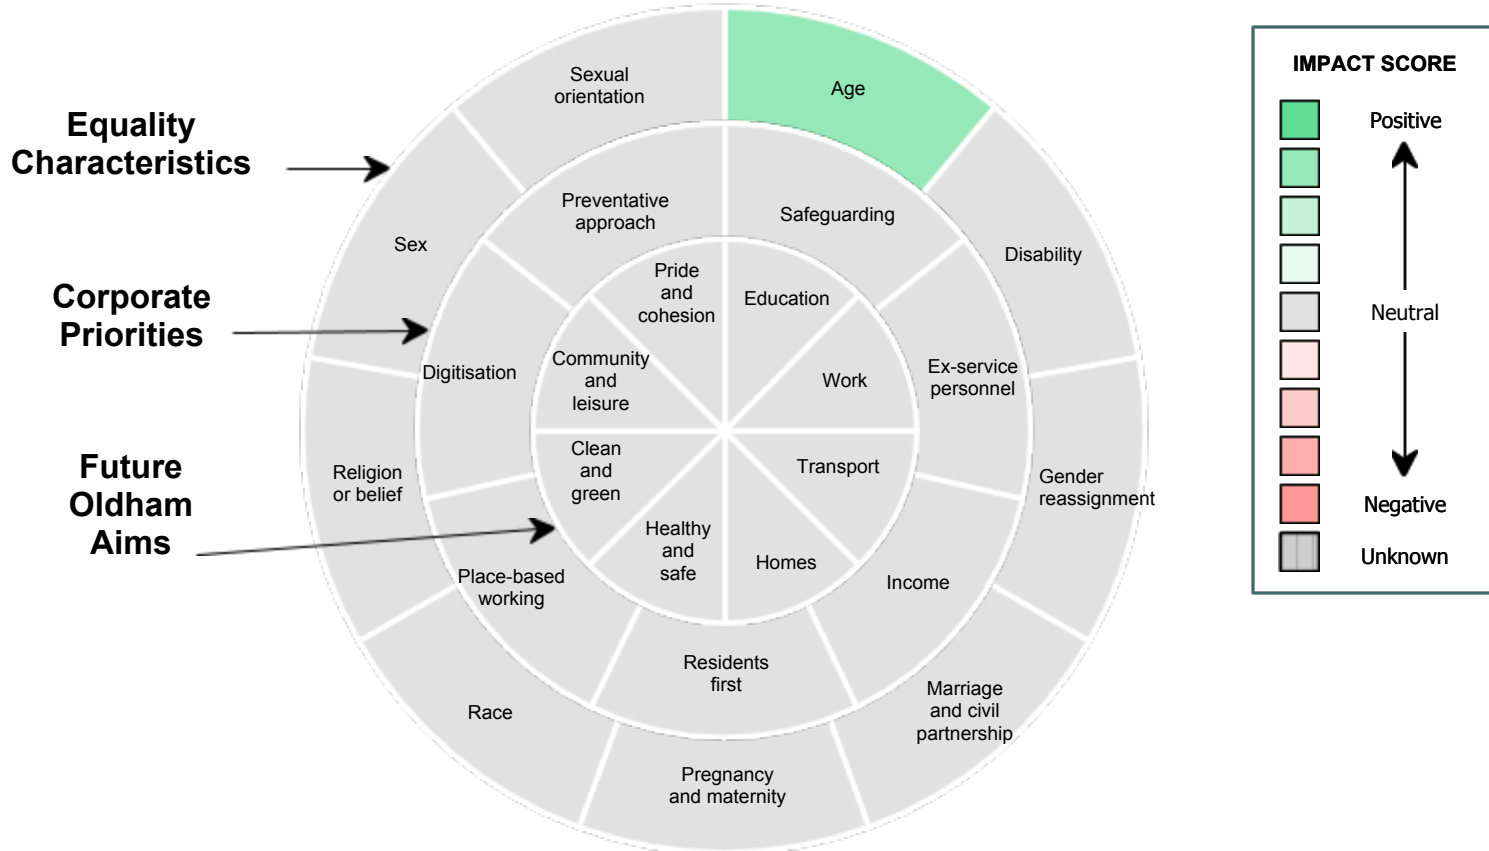 Equality
Characteristics
Corporate
Priorities
Future
Oldham
Aims
Sexual
orientation
Age
Disability
Gender
reassignment
Marriage
and civil
partnership
Pregnancy
and maternity
Race
Religion
or belief
Sex
Preventative
approach
Safeguarding
Ex-service
personnel
Income
Residents
first
Place-based
working
Digitisation
Pride
and
cohesion
Education
Work
Transport
Homes
Healthy
and
safe
Clean
and
green
Community
and
leisure
IMPACT SCORE
Positive
Neutral
Negative
Unknown